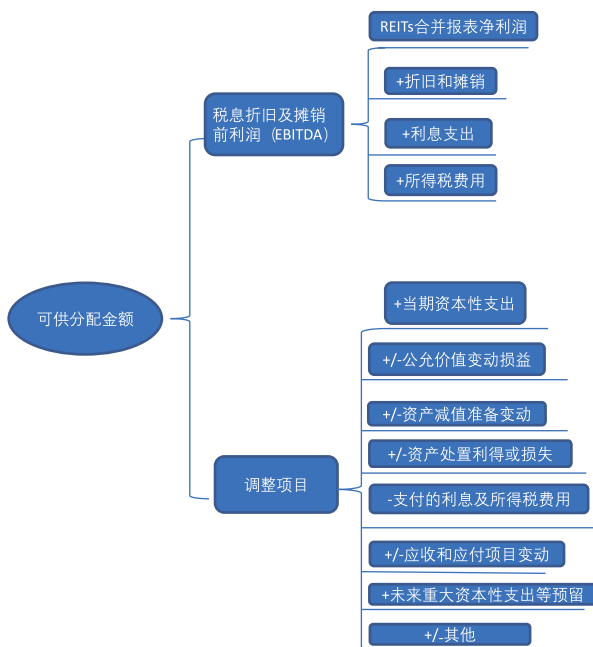 REITs合并报表净利润
+折旧和摊销
税息折旧及摊销
前利润（EBITDA）
+利息支出
+所得税费用
可供分配金额
+当期资本性支出
+/-公允价值变动损益
+/-资产减值准备变动
+/-资产处置利得或损失
调整项目
-支付的利息及所得税费用
+/-应收和应付项目变动
+未来重大资本性支出等预留
+/-其他